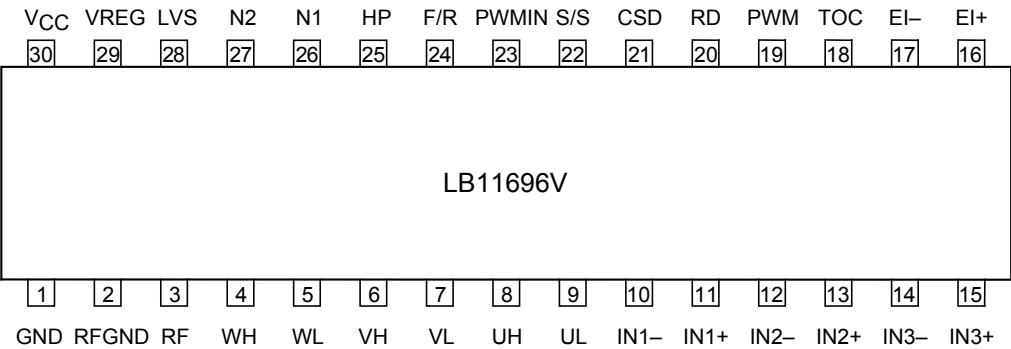 VCC VREG LVS N2 N1 HP F/R PWMIN S/S CSD RD PWM TOC EI– EI+
30 29 28 27 26 25 24 23 22 21 20 19 18 17 16
LB11696V
1 2 3 4 5 6 7 8 9 10 11 12 13 14 15
GND RFGND RF WH WL VH VL UH UL IN1– IN1+ IN2– IN2+ IN3– IN3+